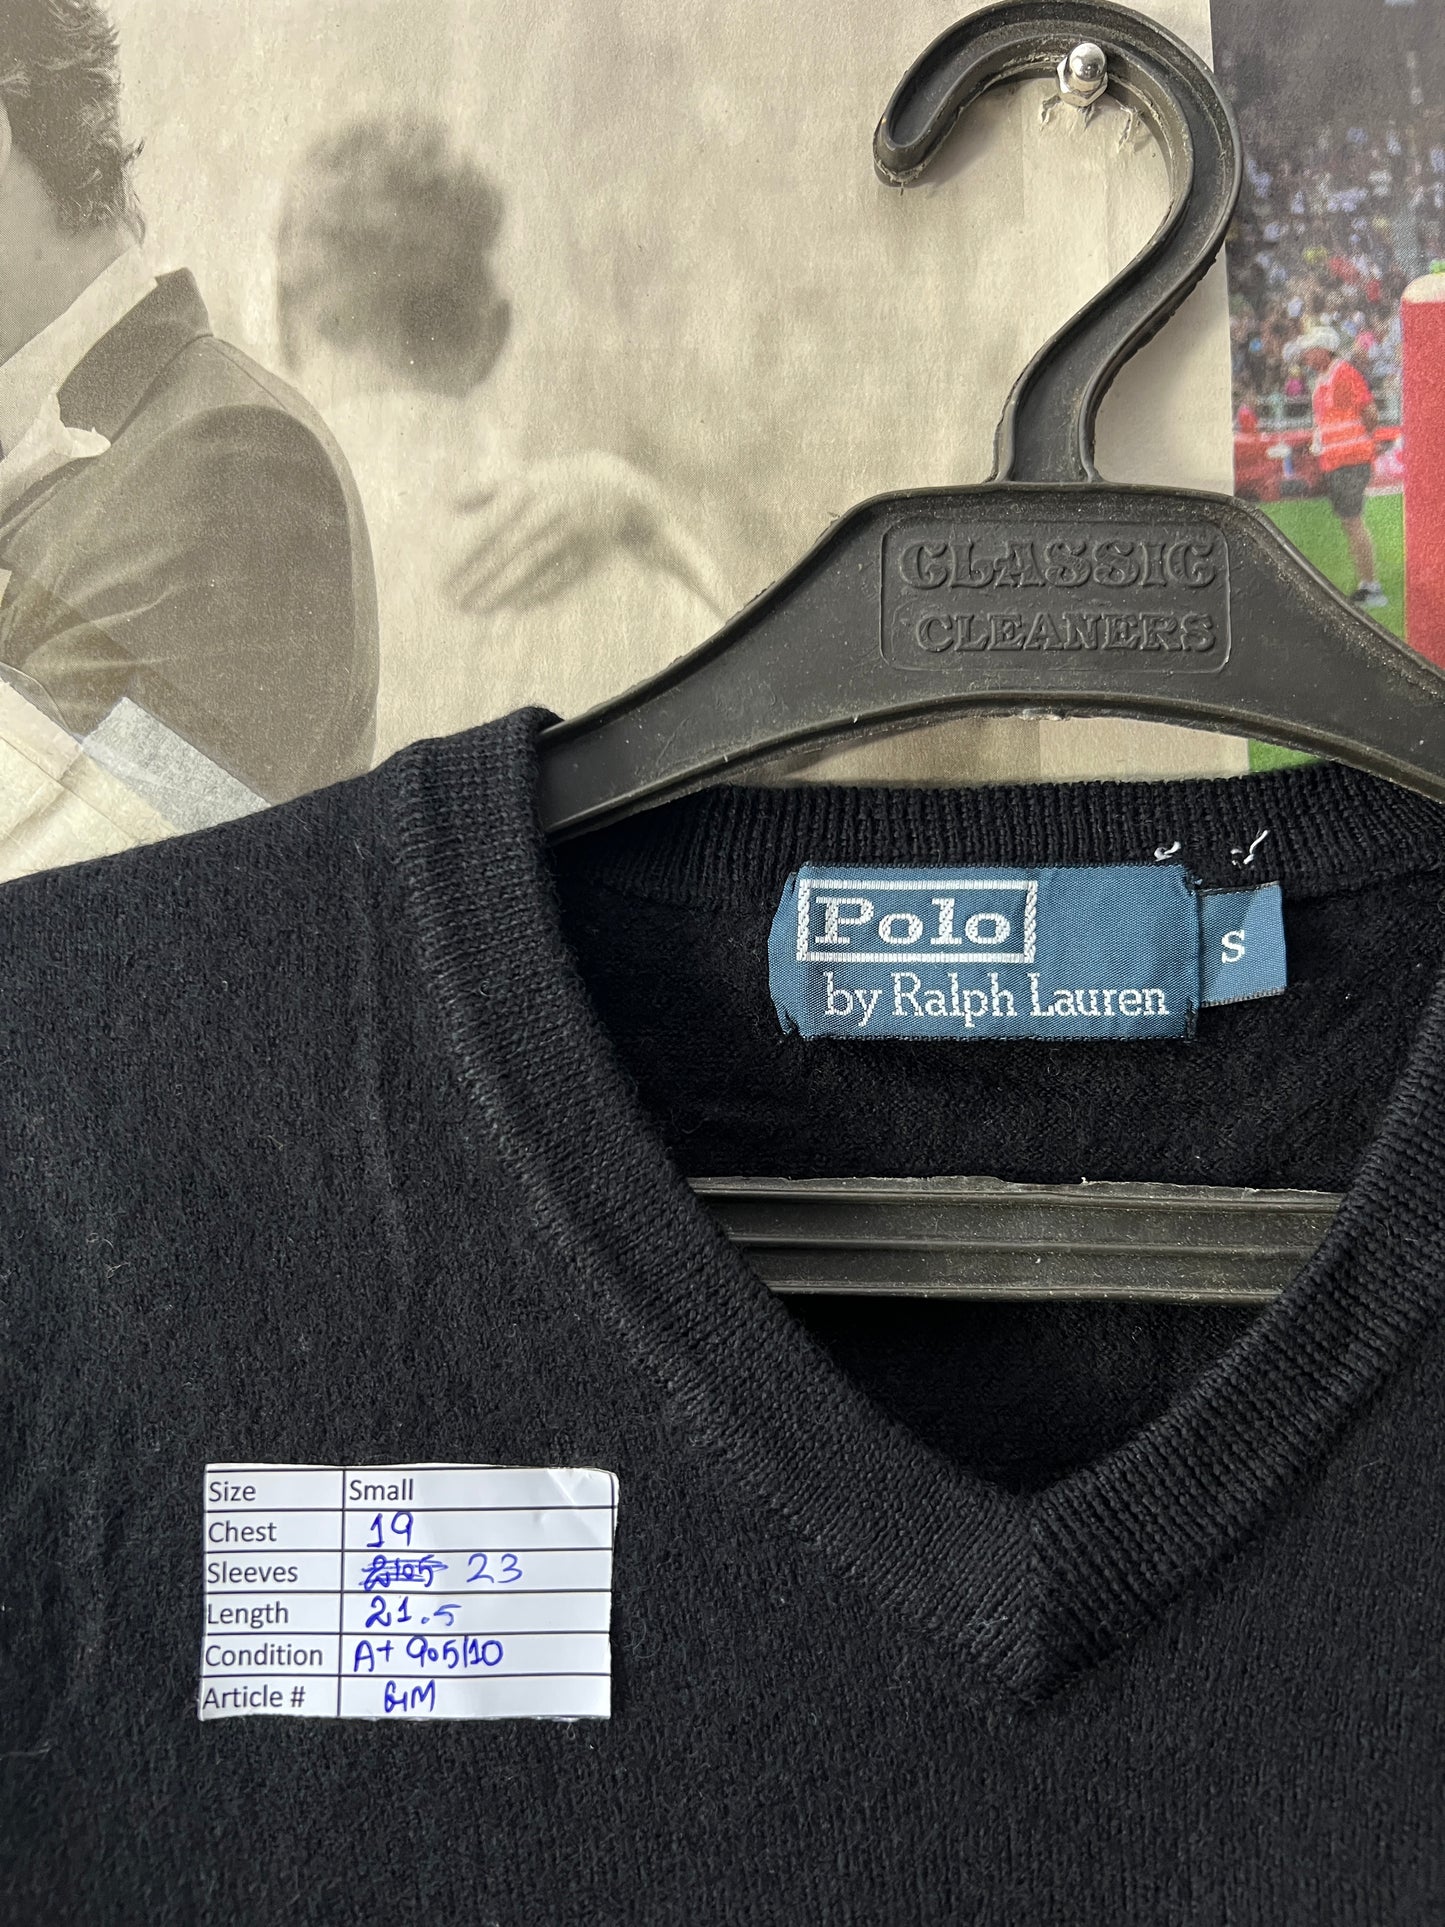 CLASSIC
CLEANERS
Polo
by Ralph Lauren
S
Size Small
Chest 19
Sleeves 23
Length 21.5
Condition A+ 9.5/10
Article # GM